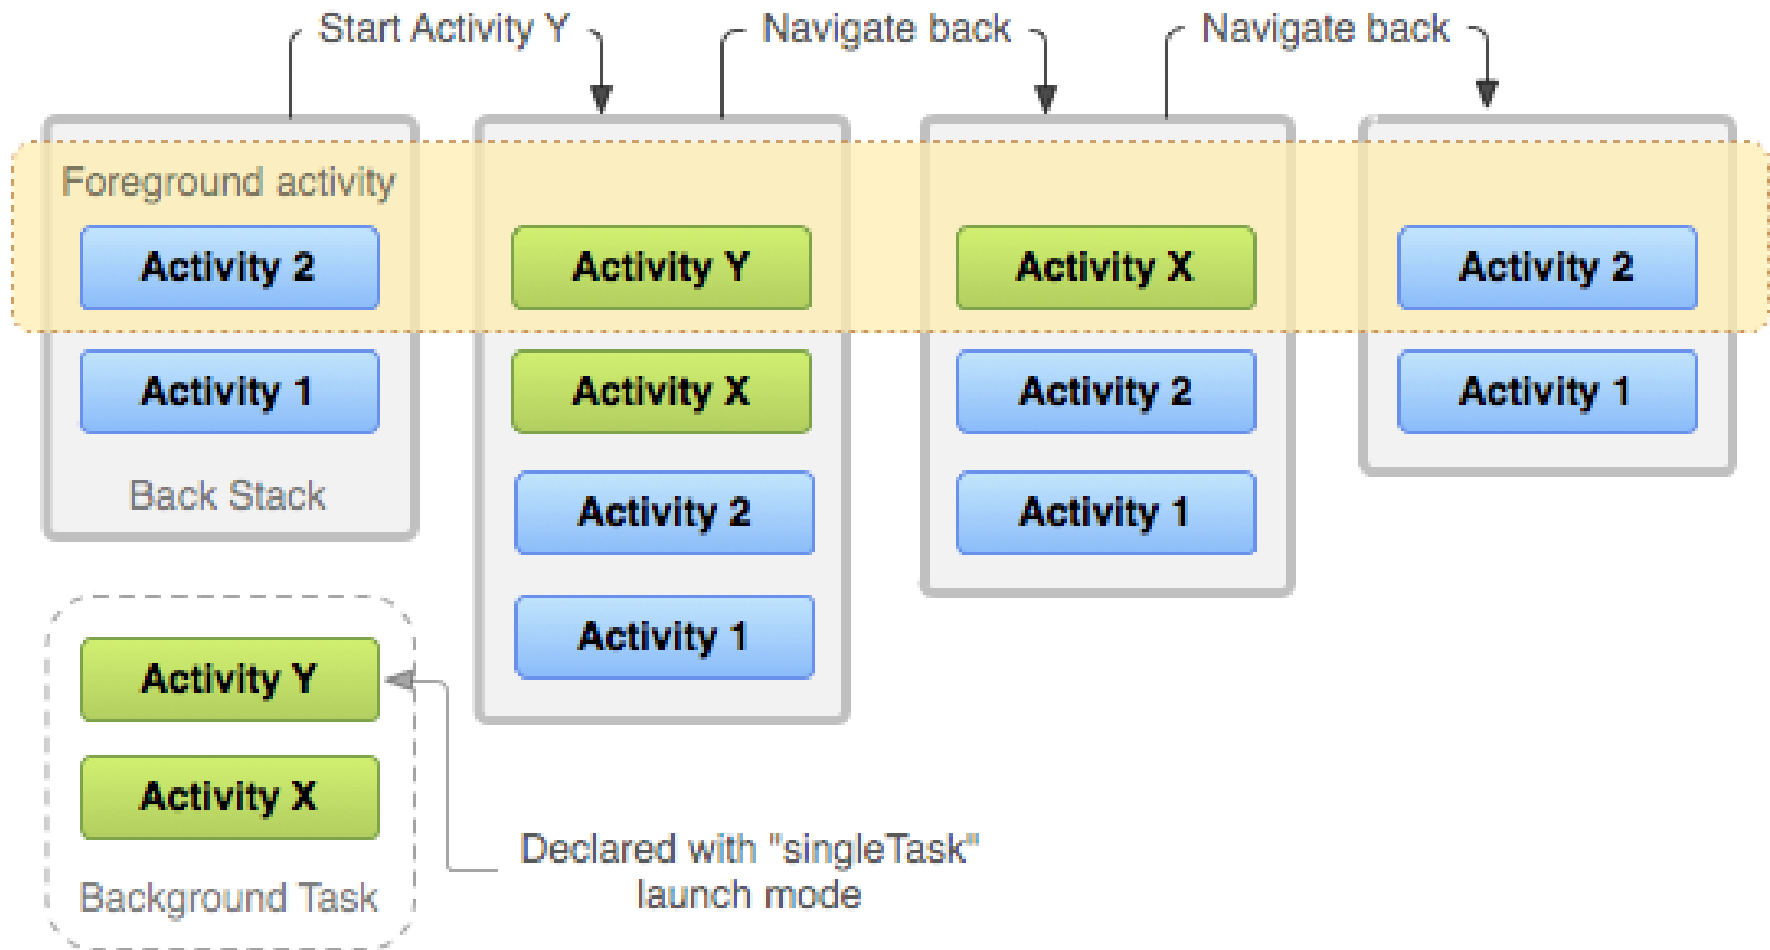 Start Activity Y
Navigate back
Navigate back
Foreground activity
Activity 2
Activity 1
Back Stack
Activity Y
Activity X
Activity 2
Activity 1
Activity X
Activity 2
Activity 1
Activity 2
Activity 1
Activity Y
Activity X
Background Task
Declared with "singleTask"
launch mode